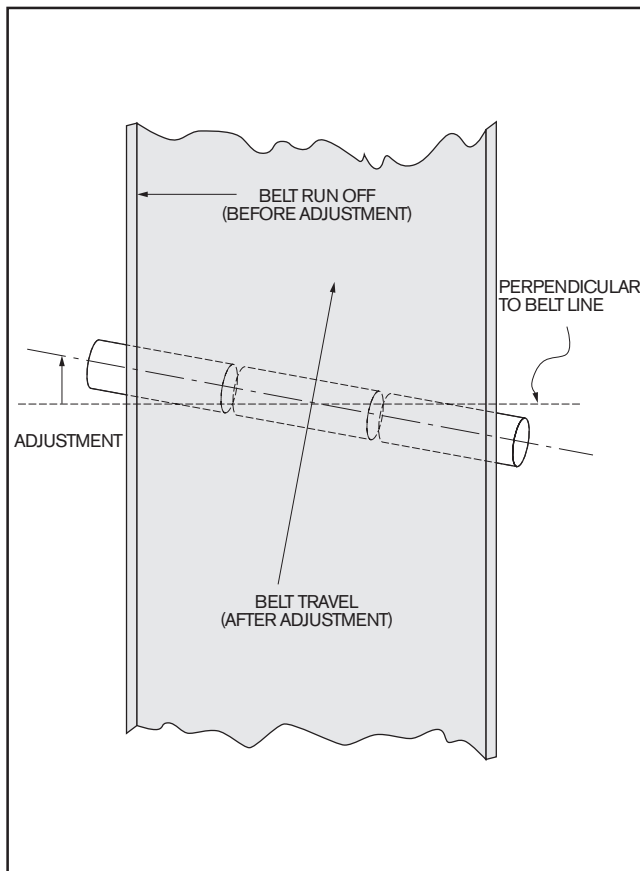 BELT RUN OFF
(BEFORE ADJUSTMENT)
PERPENDICULAR
TO BELT LINE
ADJUSTMENT
BELT TRAVEL
(AFTER ADJUSTMENT)